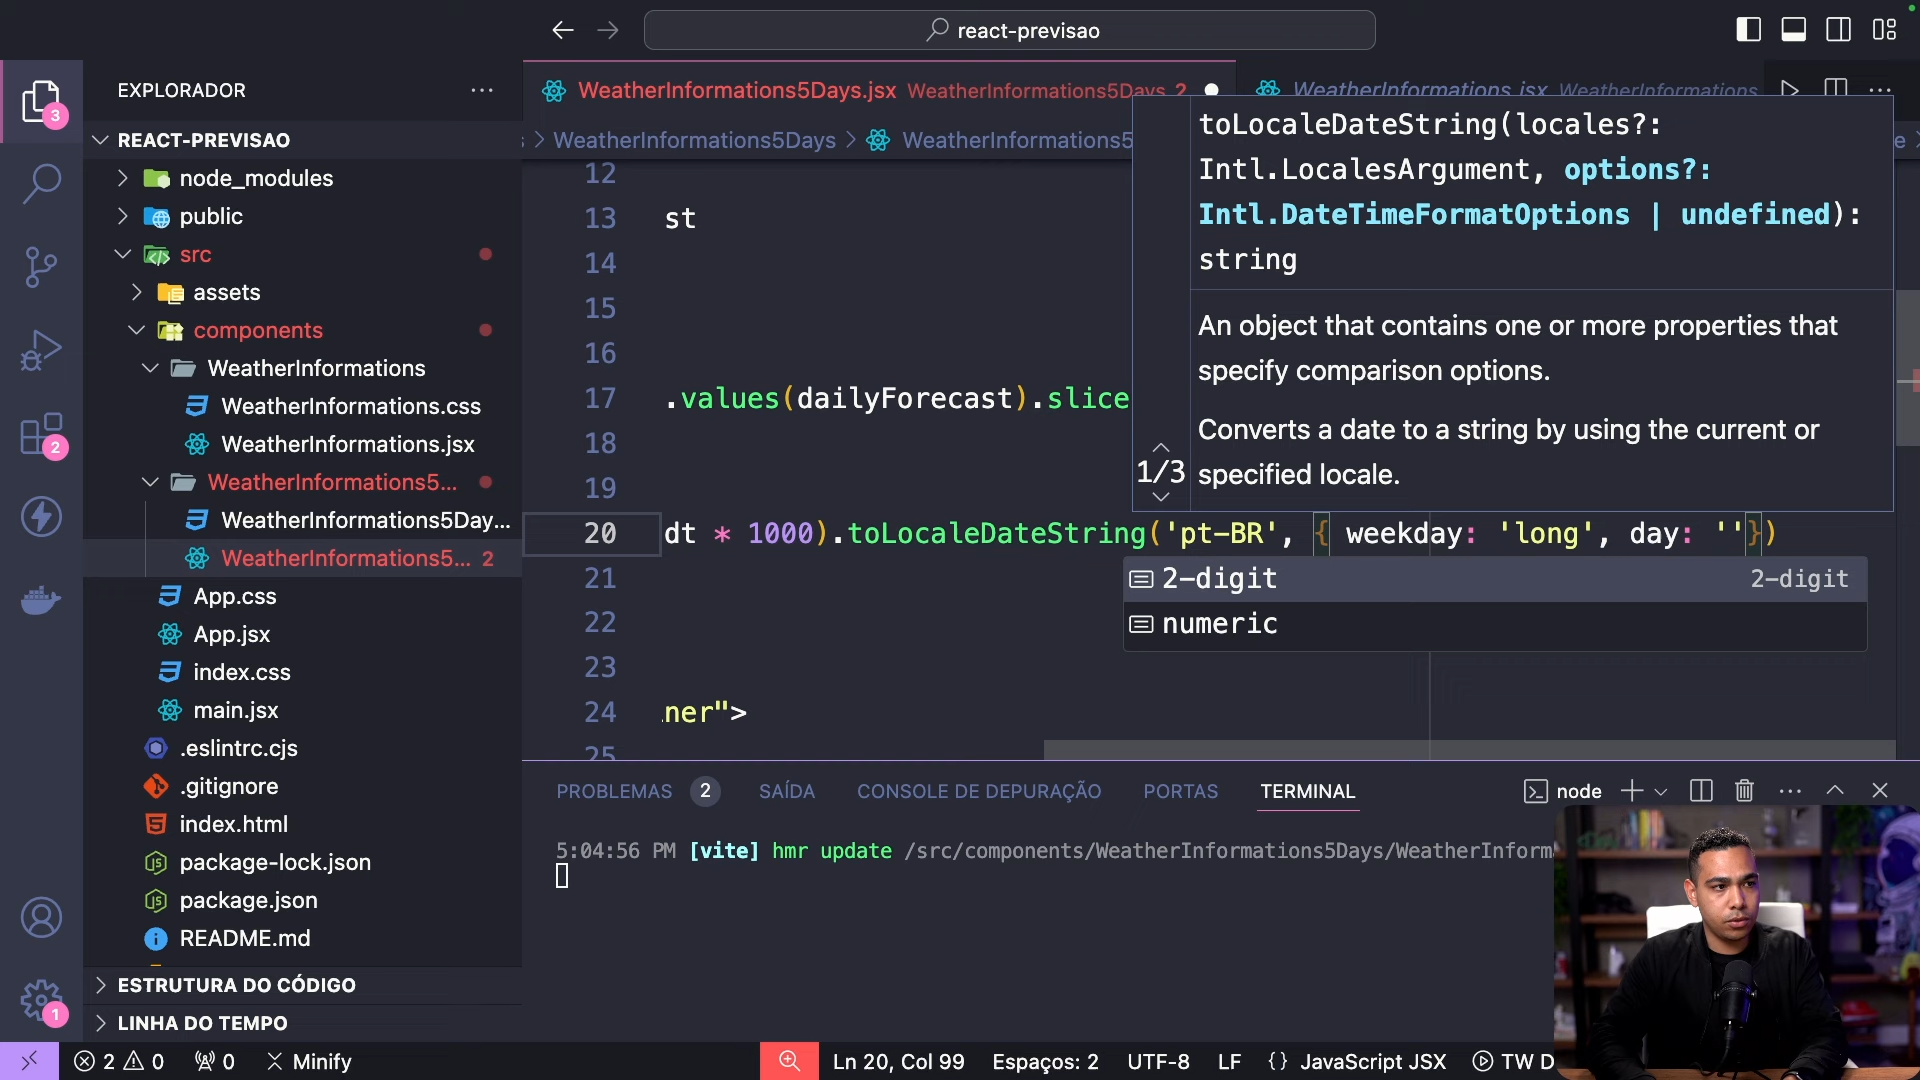 react-previsao
EXPLORADOR
3
REACT-PREVISAO
node_modules
public
src
assets
components
WeatherInformations
WeatherInformations.css
WeatherInformations.jsx
WeatherInformations5...
WeatherInformations5Day...
WeatherInformations5... 2
App.css
App.jsx
index.css
main.jsx
.eslintrc.cjs
.gitignore
index.html
package-lock.json
package.json
README.md
ESTRUTURA DO CÓDIGO
LINHA DO TEMPO
2
1
WeatherInformations5Days.jsx WeatherInformations5Days 2
WeatherInformations.jsx WeatherInformations
WeatherInformations5Days > WeatherInformations5
12
13 st
14
15
16
17 .values(dailyForecast).slice
18
19
20 dt * 1000).toLocaleDateString('pt-BR', { weekday: 'long', day: ''})
21
22
23
24 ner">
25
toLocaleDateString(locales?:
Intl.LocalesArgument, options?:
Intl.DateTimeFormatOptions | undefined):
string
An object that contains one or more properties that
specify comparison options.
Converts a date to a string by using the current or
1/3
specified locale.
2-digit 2-digit
numeric
PROBLEMAS 2 SAÍDA CONSOLE DE DEPURAÇÃO PORTAS TERMINAL
node
5:04:56 PM [vite] hmr update /src/components/WeatherInformations5Days/WeatherInform
2 0 0 Minify
Ln 20, Col 99 Espaços: 2 UTF-8 LF {} JavaScript JSX TW D